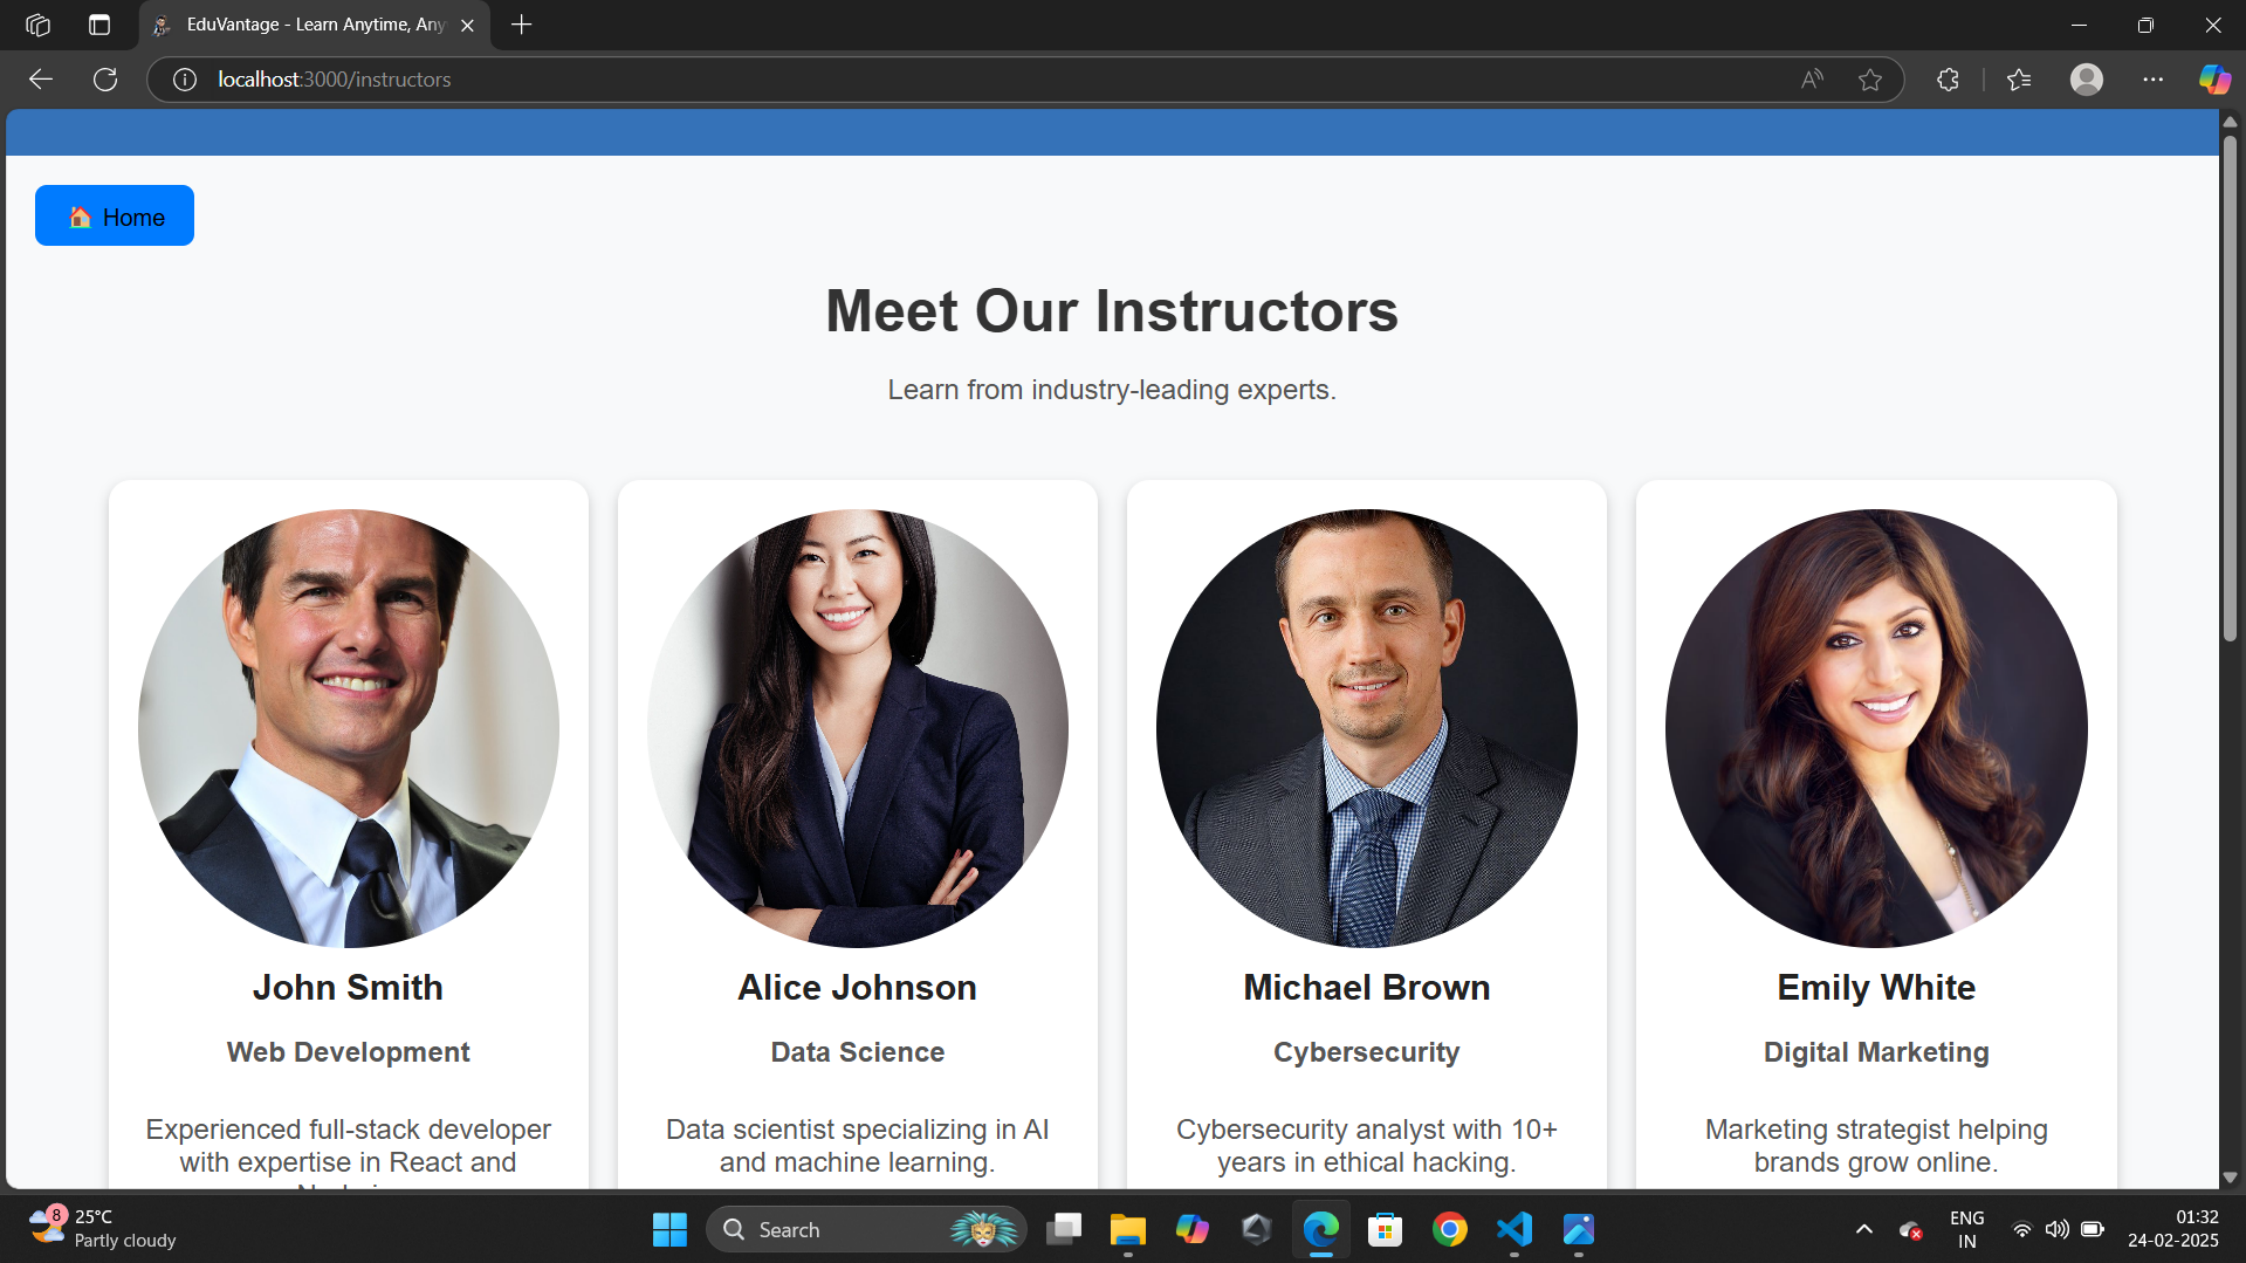 EduVantage - Learn Anytime, Any
localhost:3000/instructors
Home
Meet Our Instructors
Learn from industry-leading experts.
John Smith
Web Development
Experienced full-stack developer
with expertise in React and
Alice Johnson
Data Science
Data scientist specializing in AI
and machine learning.
Michael Brown
Cybersecurity
Cybersecurity analyst with 10+
years in ethical hacking.
Emily White
Digital Marketing
Marketing strategist helping
brands grow online.
8
25°C
Partly cloudy
Search
ENG
IN
01:32
24-02-2025